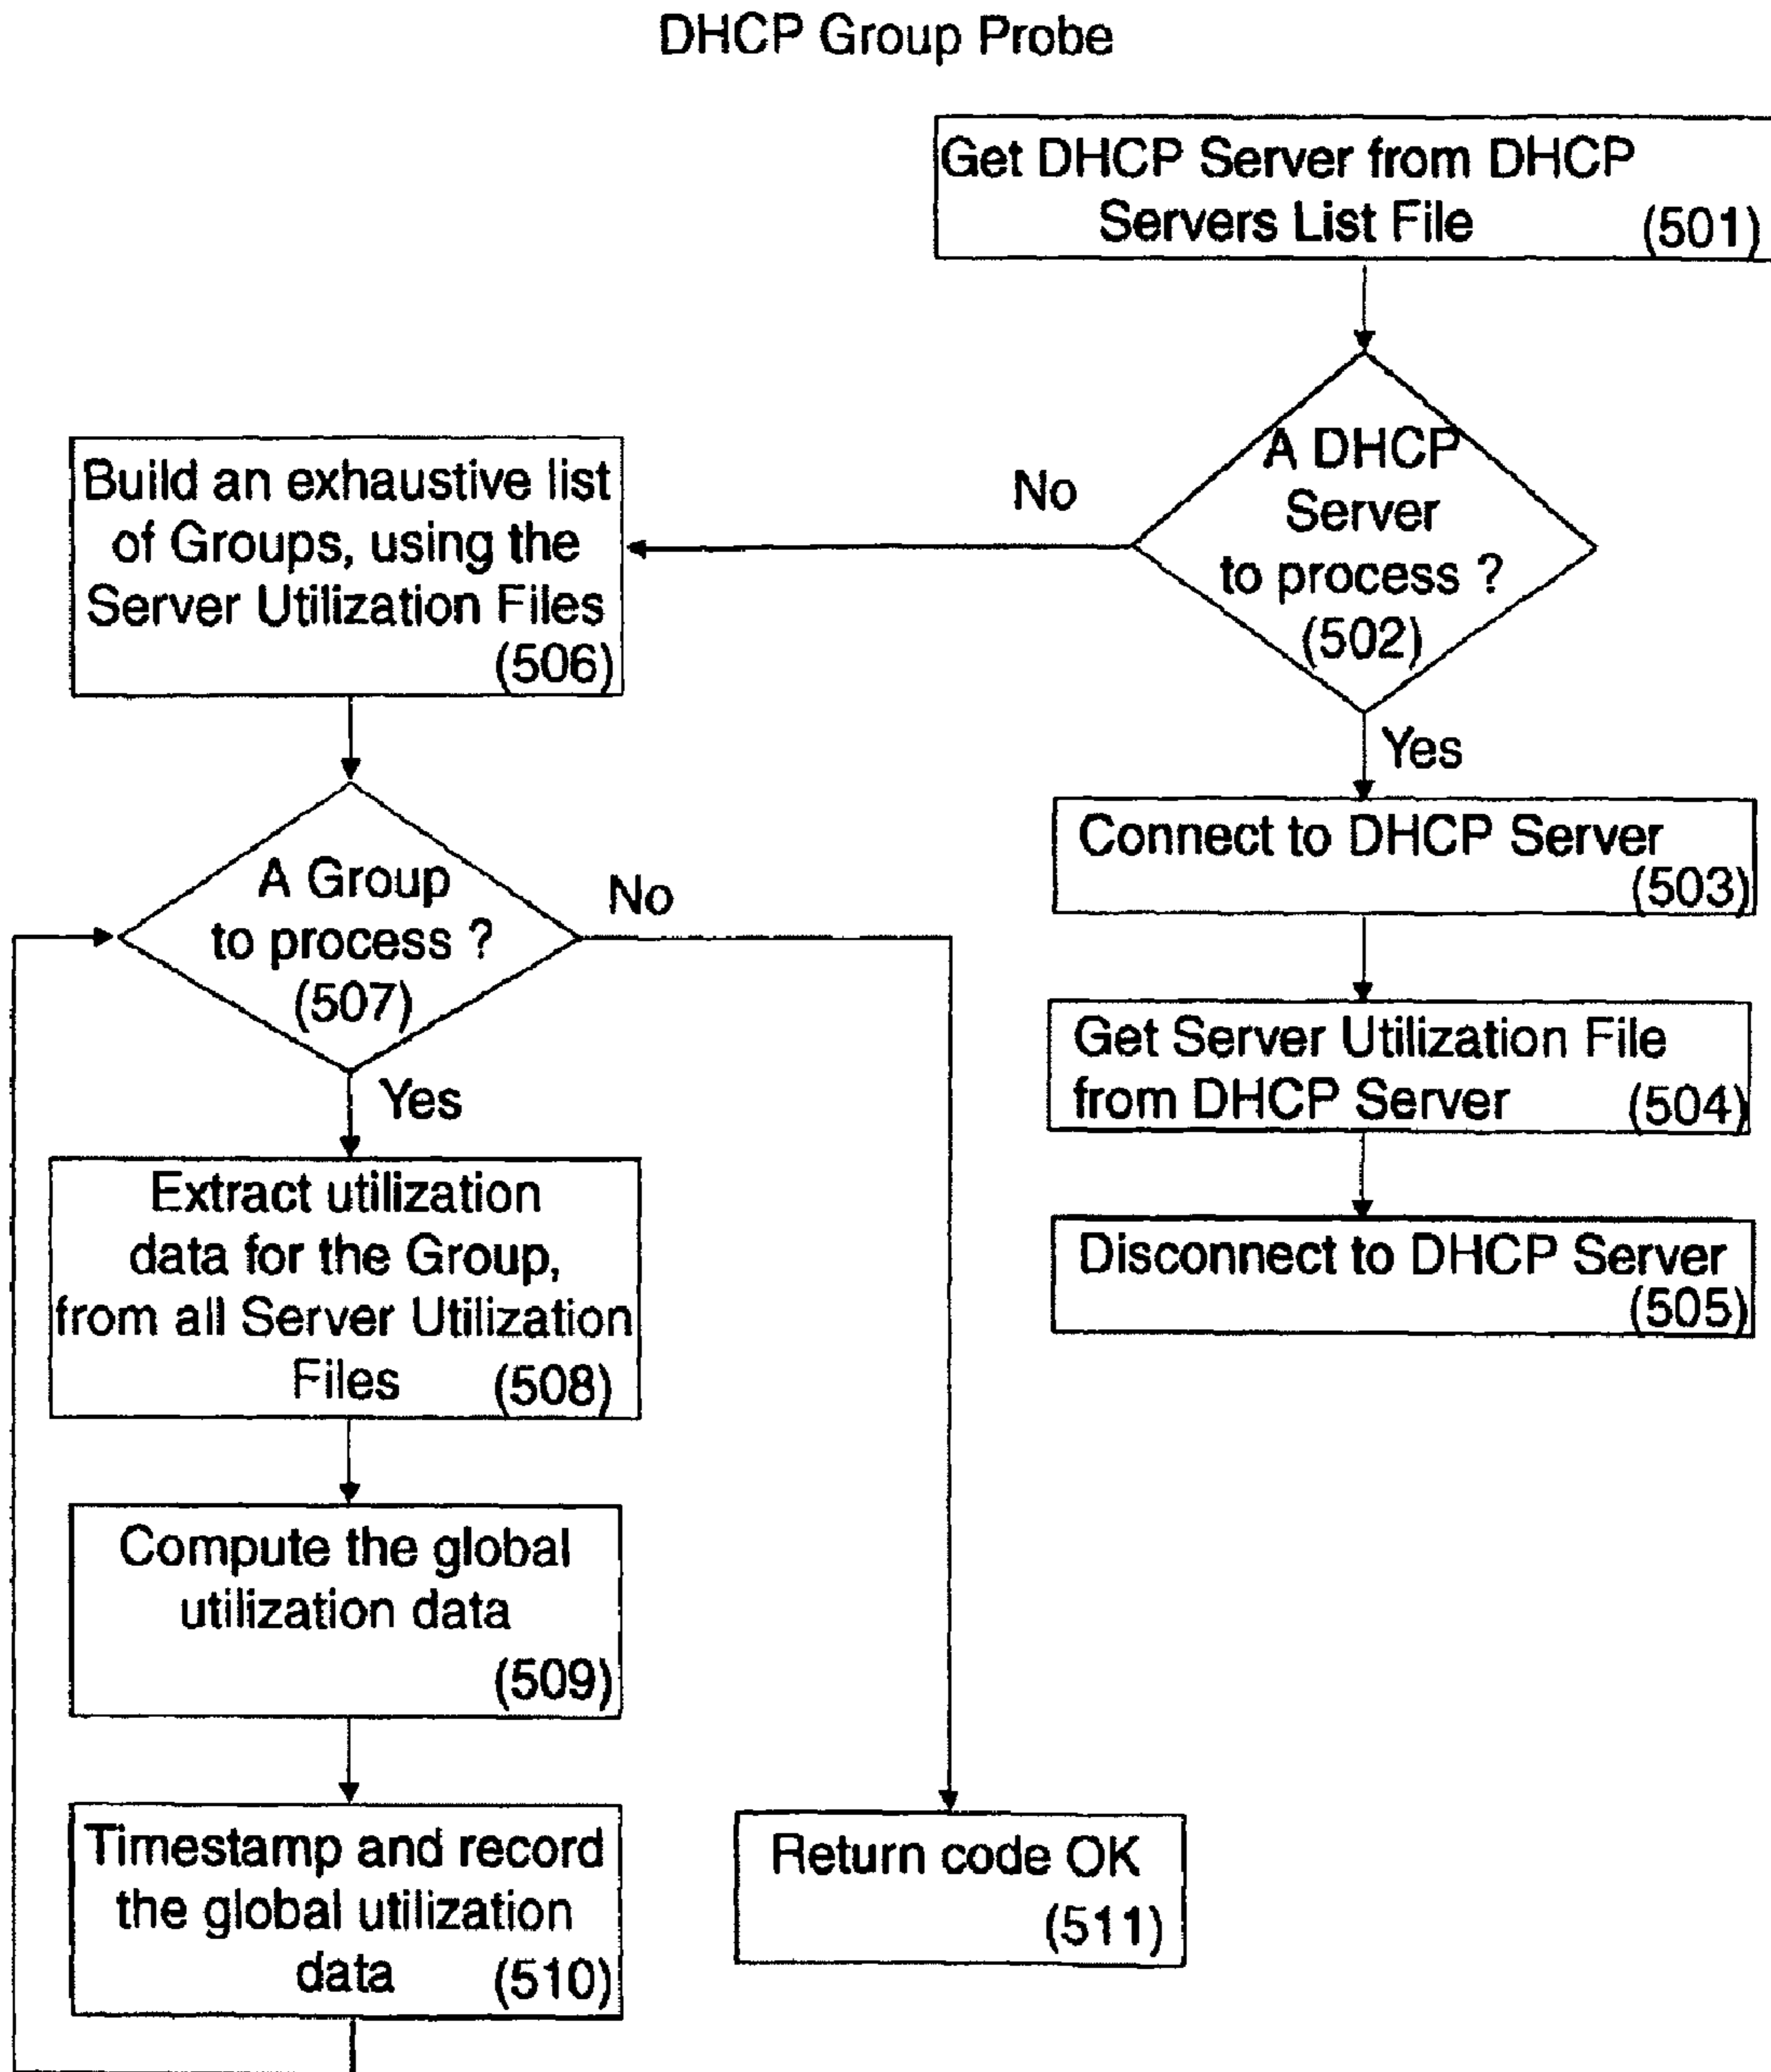 DHCP Group Probe
Get DHCP Server from DHCP
Servers List File (501)
A DHCP
Server
to process ?
(502)
No
Yes
Connect to DHCP Server
(503)
Get Server Utilization File
from DHCP Server (504)
Disconnect to DHCP Server
(505)
Build an exhaustive list
of Groups, using the
Server Utilization Files
(506)
A Group
to process ?
(507)
No
Yes
Extract utilization
data for the Group,
from all Server Utilization
Files (508)
Compute the global
utilization data
(509)
Timestamp and record
the global utilization
data (510)
Return code OK
(511)